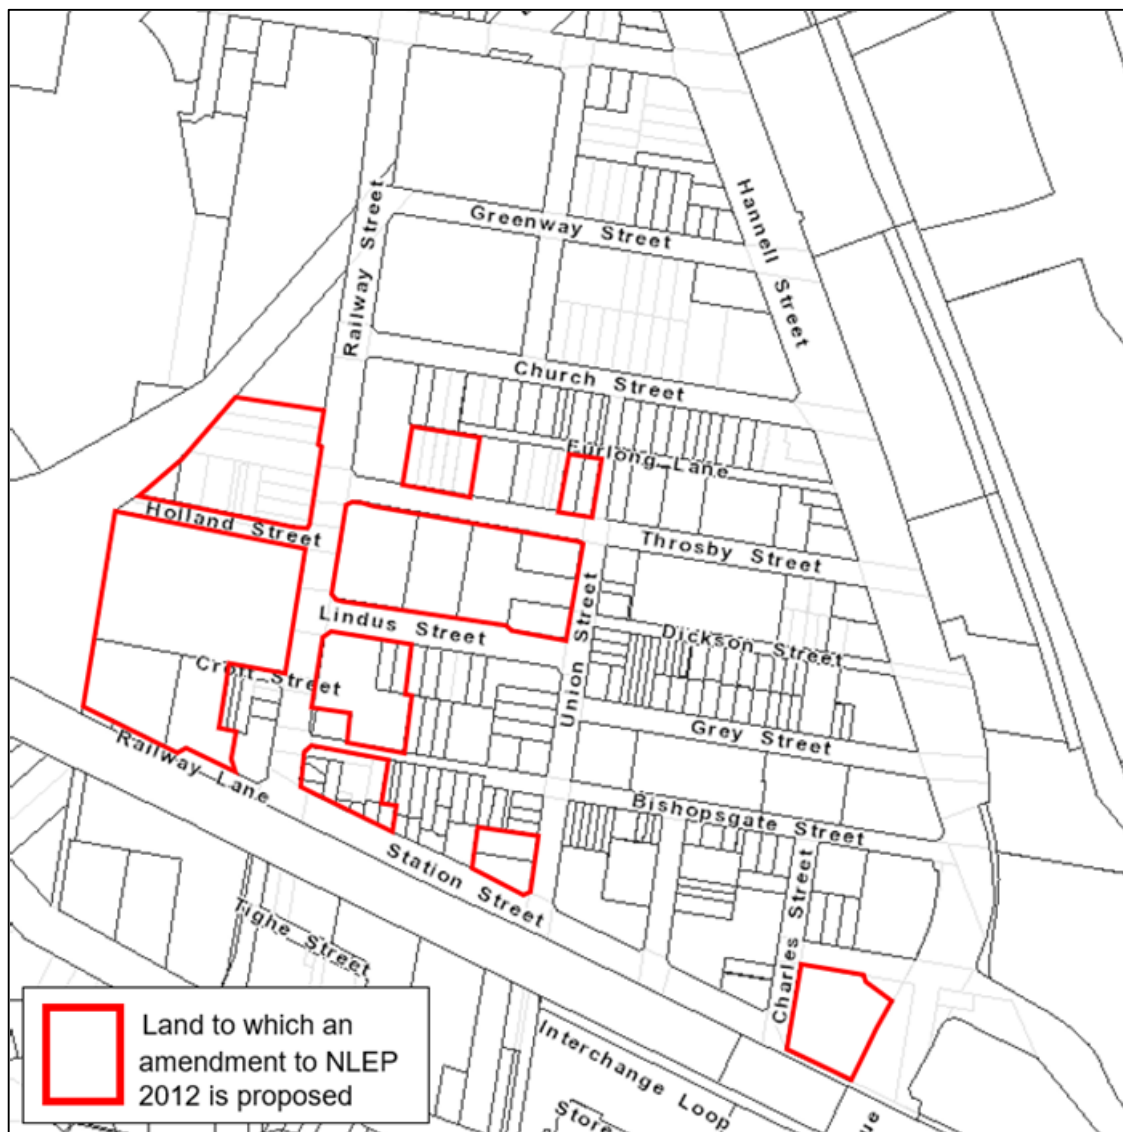 Hannell Street
Railway Street
Greenway Street
Church Street
Furlong Lane
Holland Street
Throsby Street
Lindus Street
Union Street
Dickson Street
Croft Street
Grey Street
Railway Lane
Bishopsgate Street
Station Street
Charles Street
Tighe Street
Interchange Loop
Store
ue
Land to which an
amendment to NLEP
2012 is proposed